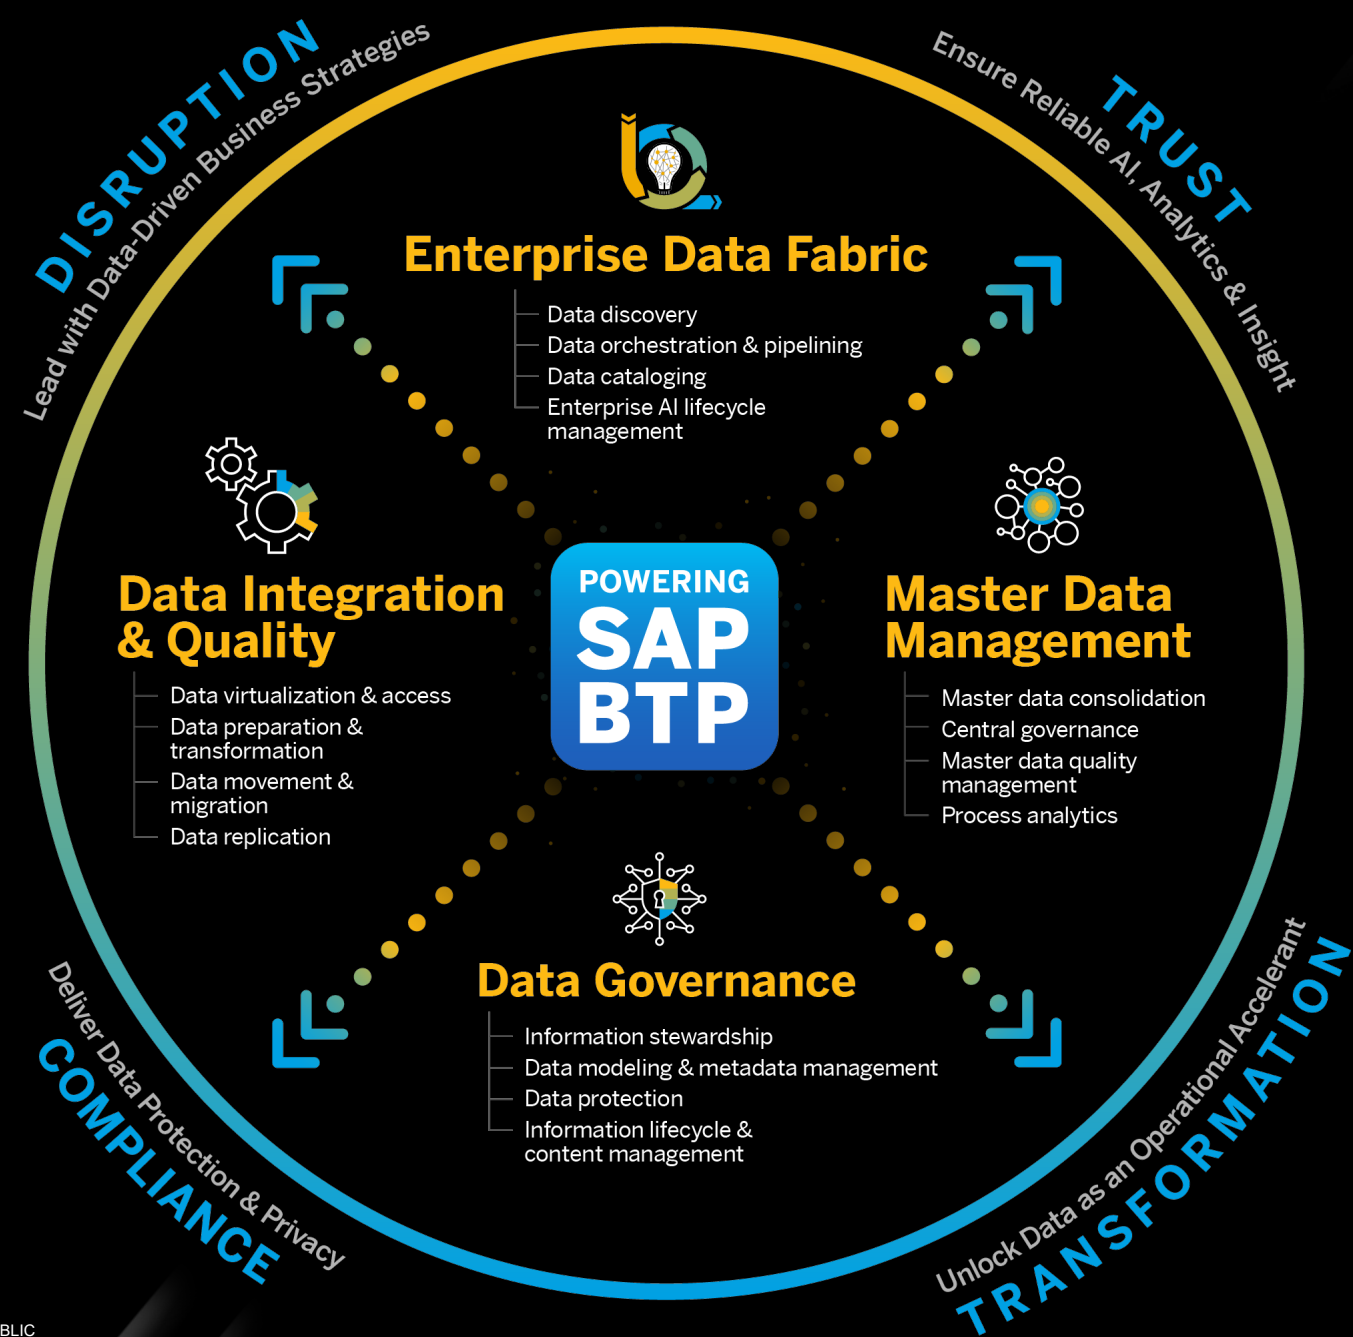 DISRUPTION
Lead with Data-Driven Business Strategies
TRUST
Ensure Reliable AI, Analytics & Insight
Enterprise Data Fabric
Data discovery
Data orchestration & pipelining
Data cataloging
Enterprise AI lifecycle
management
Data Integration
& Quality
Data virtualization & access
Data preparation &
transformation
Data movement &
migration
Data replication
POWERING
SAP
BTP
Master Data
Management
Master data consolidation
Central governance
Master data quality
management
Process analytics
Data Governance
Information stewardship
Data modeling & metadata management
Data protection
Information lifecycle &
content management
Deliver Data Protection & Privacy
COMPLIANCE
Unlock Data as an Operational Accelerant
TRANSFORMATION
BLIC